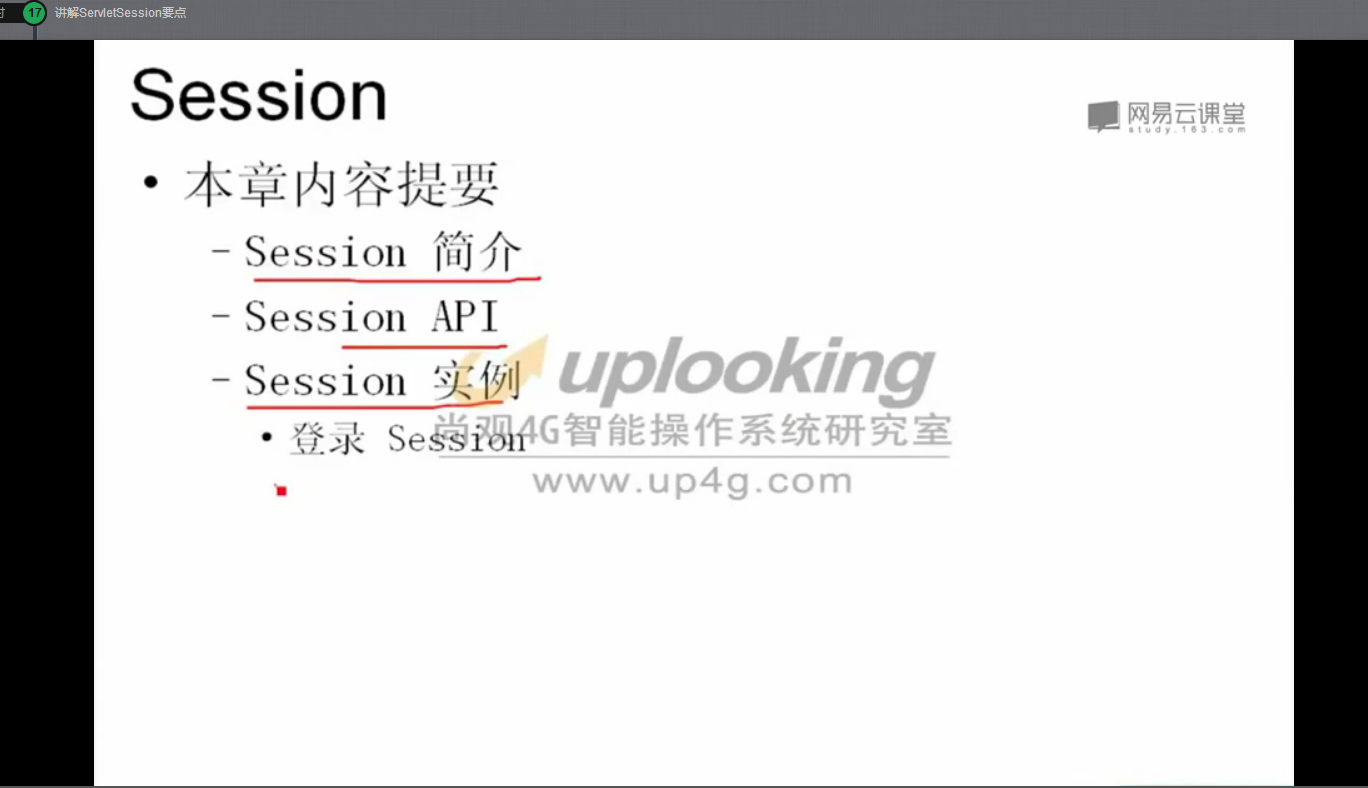 17 讲解ServletSession要点
Session
网易云课堂
study.163.com
• 本章内容提要
– Session 简介
– Session API
– Session 实例
• 登录 Session
uplooking
尚观4G智能操作系统研究室
www.up4g.com